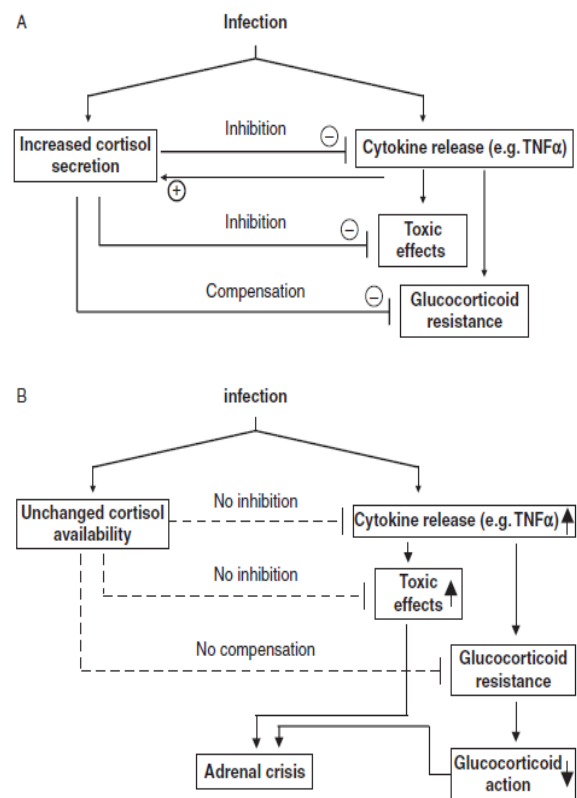 A
Infection
Inhibition
−
Increased cortisol
secretion
Cytokine release (e.g. TNFα)
+
Inhibition
−
Toxic
effects
Compensation
−
Glucocorticoid
resistance
B
infection
No inhibition
Unchanged cortisol
availability
Cytokine release (e.g. TNFα)
No inhibition
Toxic
effects
No compensation
Glucocorticoid
resistance
Adrenal crisis
Glucocorticoid
action